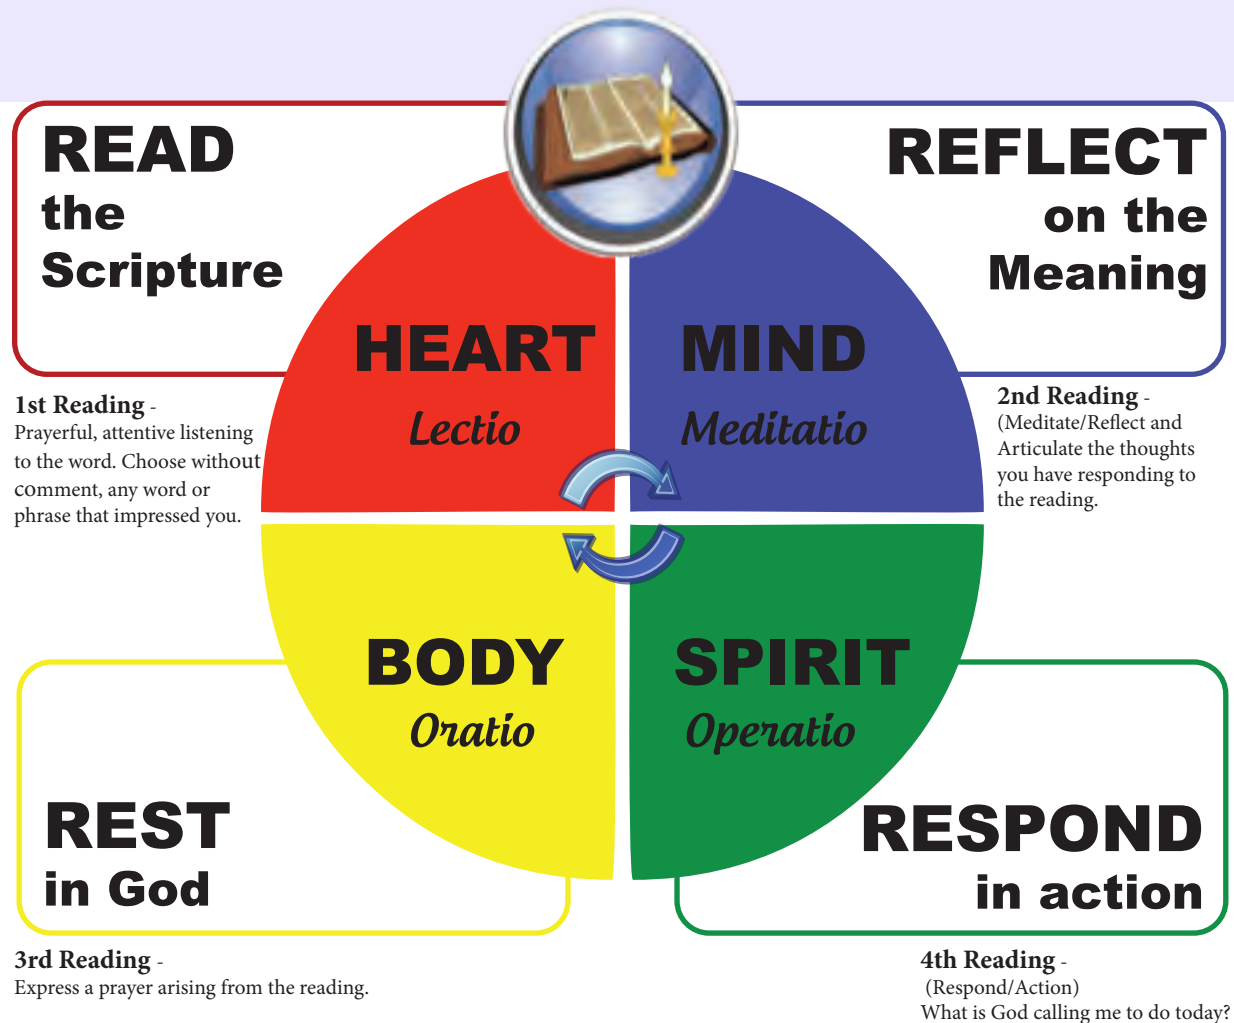 READ
the
Scripture
REFLECT
on the
Meaning
HEART
Lectio
MIND
Meditatio
1st Reading -
Prayerful, attentive listening
to the word. Choose without
comment, any word or
phrase that impressed you.
2nd Reading -
(Meditate/Reflect and
Articulate the thoughts
you have responding to
the reading.
BODY
Oratio
SPIRIT
Operatio
REST
in God
RESPOND
in action
3rd Reading -
Express a prayer arising from the reading.
4th Reading -
(Respond/Action)
What is God calling me to do today?